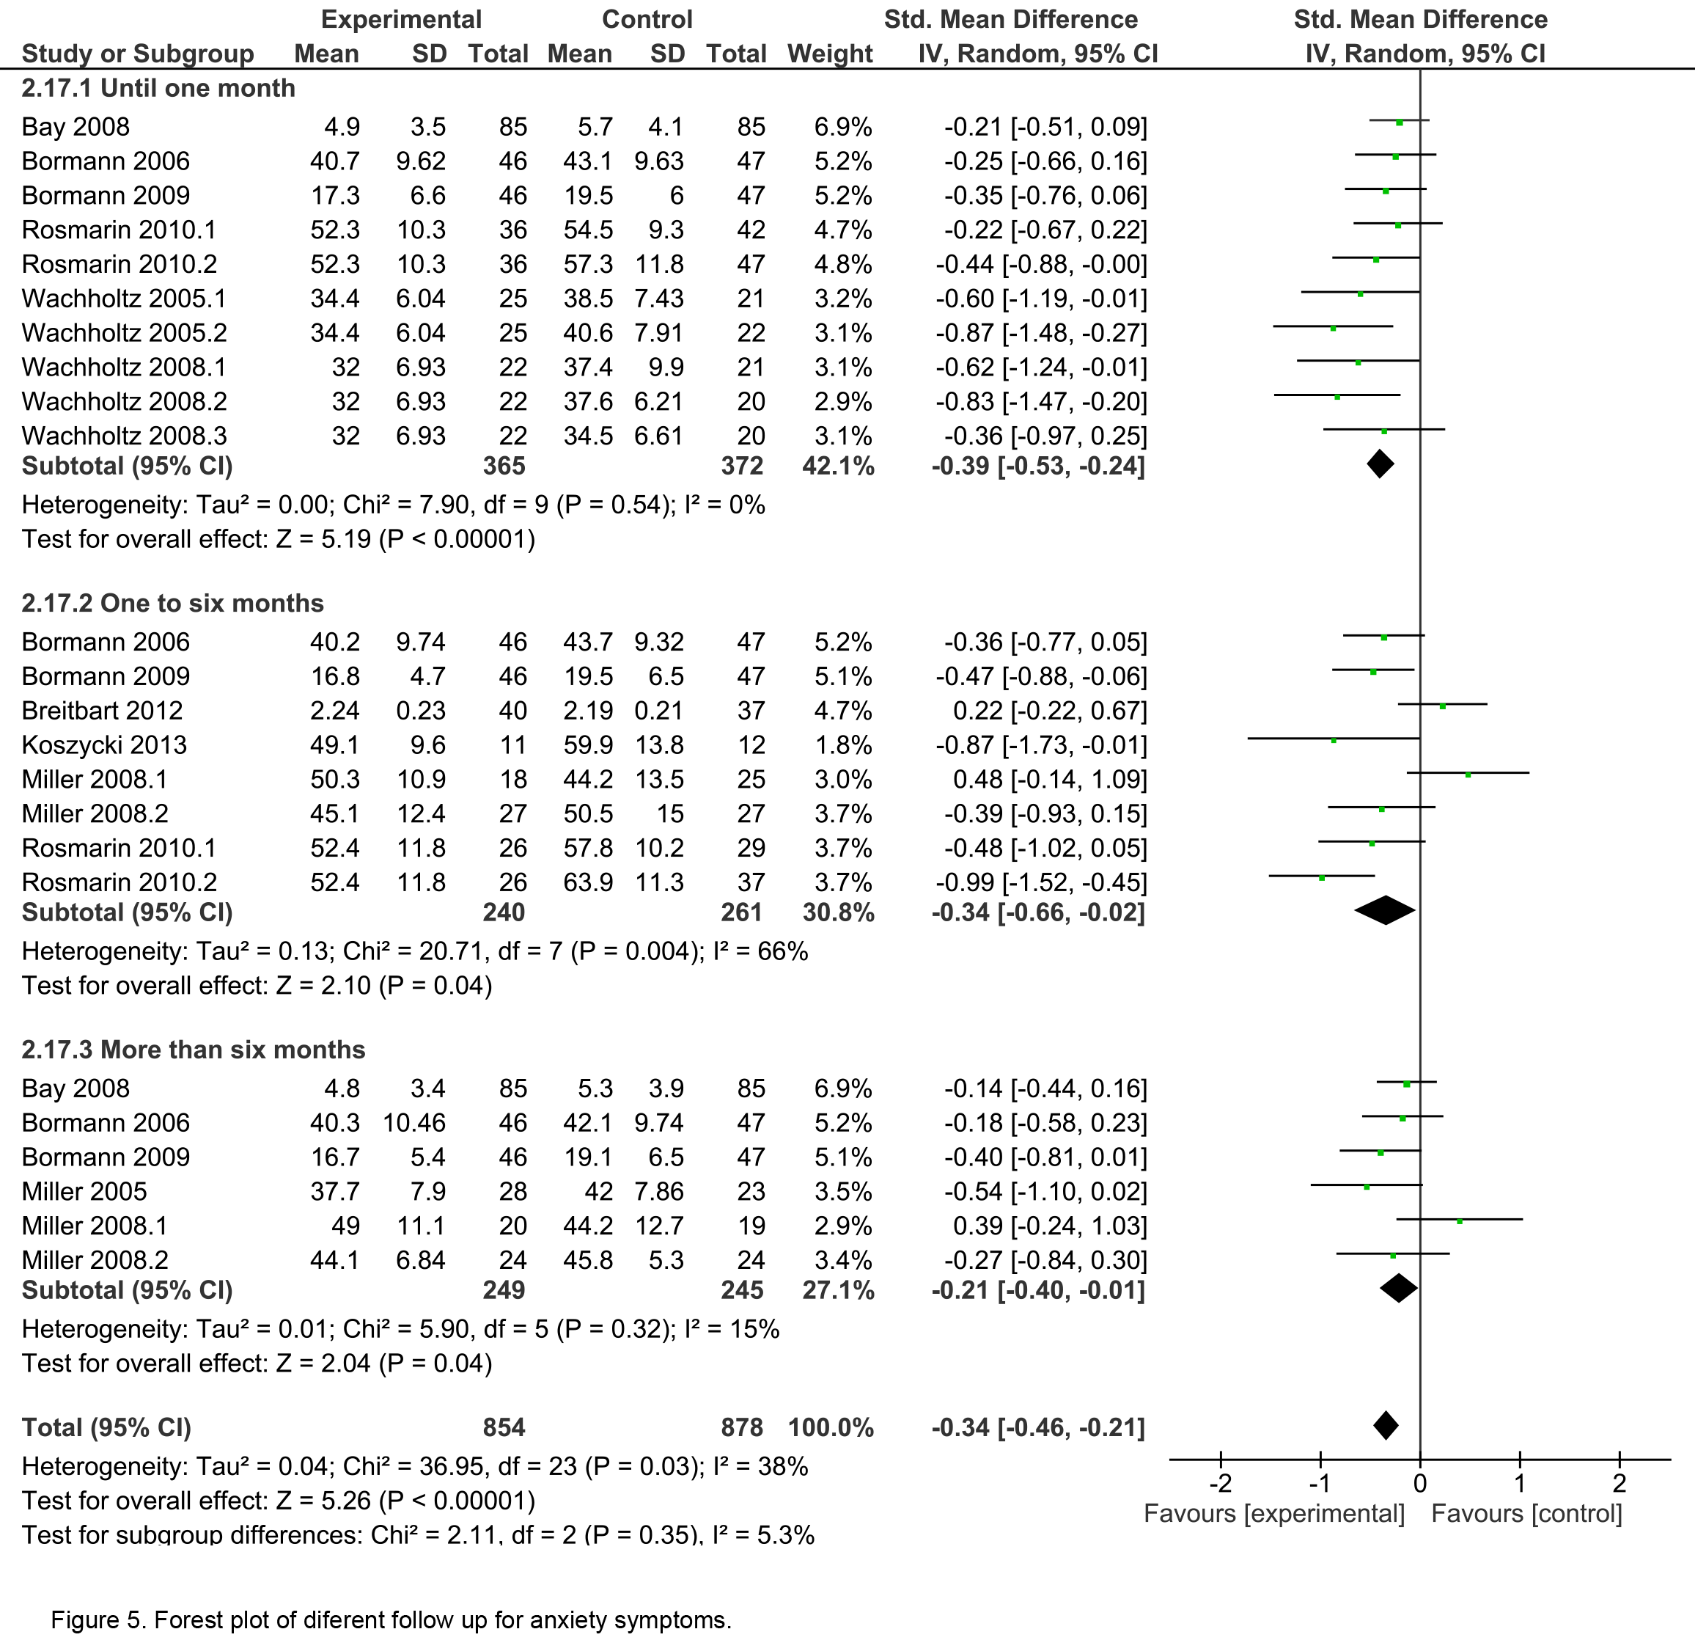 Experimental Control Std. Mean Difference Std. Mean Difference
Study or Subgroup Mean SD Total Mean SD Total Weight IV, Random, 95% CI IV, Random, 95% CI
2.17.1 Until one month
Bay 2008 4.9 3.5 85 5.7 4.1 85 6.9% -0.21 [-0.51, 0.09]
Bormann 2006 40.7 9.62 46 43.1 9.63 47 5.2% -0.25 [-0.66, 0.16]
Bormann 2009 17.3 6.6 46 19.5 6 47 5.2% -0.35 [-0.76, 0.06]
Rosmarin 2010.1 52.3 10.3 36 54.5 9.3 42 4.7% -0.22 [-0.67, 0.22]
Rosmarin 2010.2 52.3 10.3 36 57.3 11.8 47 4.8% -0.44 [-0.88, -0.00]
Wachholtz 2005.1 34.4 6.04 25 38.5 7.43 21 3.2% -0.60 [-1.19, -0.01]
Wachholtz 2005.2 34.4 6.04 25 40.6 7.91 22 3.1% -0.87 [-1.48, -0.27]
Wachholtz 2008.1 32 6.93 22 37.4 9.9 21 3.1% -0.62 [-1.24, -0.01]
Wachholtz 2008.2 32 6.93 22 37.6 6.21 20 2.9% -0.83 [-1.47, -0.20]
Wachholtz 2008.3 32 6.93 22 34.5 6.61 20 3.1% -0.36 [-0.97, 0.25]
Subtotal (95% CI) 365 372 42.1% -0.39 [-0.53, -0.24]
Heterogeneity: Tau² = 0.00; Chi² = 7.90, df = 9 (P = 0.54); I² = 0%
Test for overall effect: Z = 5.19 (P < 0.00001)
2.17.2 One to six months
Bormann 2006 40.2 9.74 46 43.7 9.32 47 5.2% -0.36 [-0.77, 0.05]
Bormann 2009 16.8 4.7 46 19.5 6.5 47 5.1% -0.47 [-0.88, -0.06]
Breitbart 2012 2.24 0.23 40 2.19 0.21 37 4.7% 0.22 [-0.22, 0.67]
Koszycki 2013 49.1 9.6 11 59.9 13.8 12 1.8% -0.87 [-1.73, -0.01]
Miller 2008.1 50.3 10.9 18 44.2 13.5 25 3.0% 0.48 [-0.14, 1.09]
Miller 2008.2 45.1 12.4 27 50.5 15 27 3.7% -0.39 [-0.93, 0.15]
Rosmarin 2010.1 52.4 11.8 26 57.8 10.2 29 3.7% -0.48 [-1.02, 0.05]
Rosmarin 2010.2 52.4 11.8 26 63.9 11.3 37 3.7% -0.99 [-1.52, -0.45]
Subtotal (95% CI) 240 261 30.8% -0.34 [-0.66, -0.02]
Heterogeneity: Tau² = 0.13; Chi² = 20.71, df = 7 (P = 0.004); I² = 66%
Test for overall effect: Z = 2.10 (P = 0.04)
2.17.3 More than six months
Bay 2008 4.8 3.4 85 5.3 3.9 85 6.9% -0.14 [-0.44, 0.16]
Bormann 2006 40.3 10.46 46 42.1 9.74 47 5.2% -0.18 [-0.58, 0.23]
Bormann 2009 16.7 5.4 46 19.1 6.5 47 5.1% -0.40 [-0.81, 0.01]
Miller 2005 37.7 7.9 28 42 7.86 23 3.5% -0.54 [-1.10, 0.02]
Miller 2008.1 49 11.1 20 44.2 12.7 19 2.9% 0.39 [-0.24, 1.03]
Miller 2008.2 44.1 6.84 24 45.8 5.3 24 3.4% -0.27 [-0.84, 0.30]
Subtotal (95% CI) 249 245 27.1% -0.21 [-0.40, -0.01]
Heterogeneity: Tau² = 0.01; Chi² = 5.90, df = 5 (P = 0.32); I² = 15%
Test for overall effect: Z = 2.04 (P = 0.04)
Total (95% CI) 854 878 100.0% -0.34 [-0.46, -0.21]
Heterogeneity: Tau² = 0.04; Chi² = 36.95, df = 23 (P = 0.03); I² = 38%
Test for overall effect: Z = 5.26 (P < 0.00001)
Test for subgroup differences: Chi² = 2.11, df = 2 (P = 0.35), I² = 5.3%
-2 -1 0 1 2
Favours [experimental] Favours [control]
Figure 5. Forest plot of diferent follow up for anxiety symptoms.